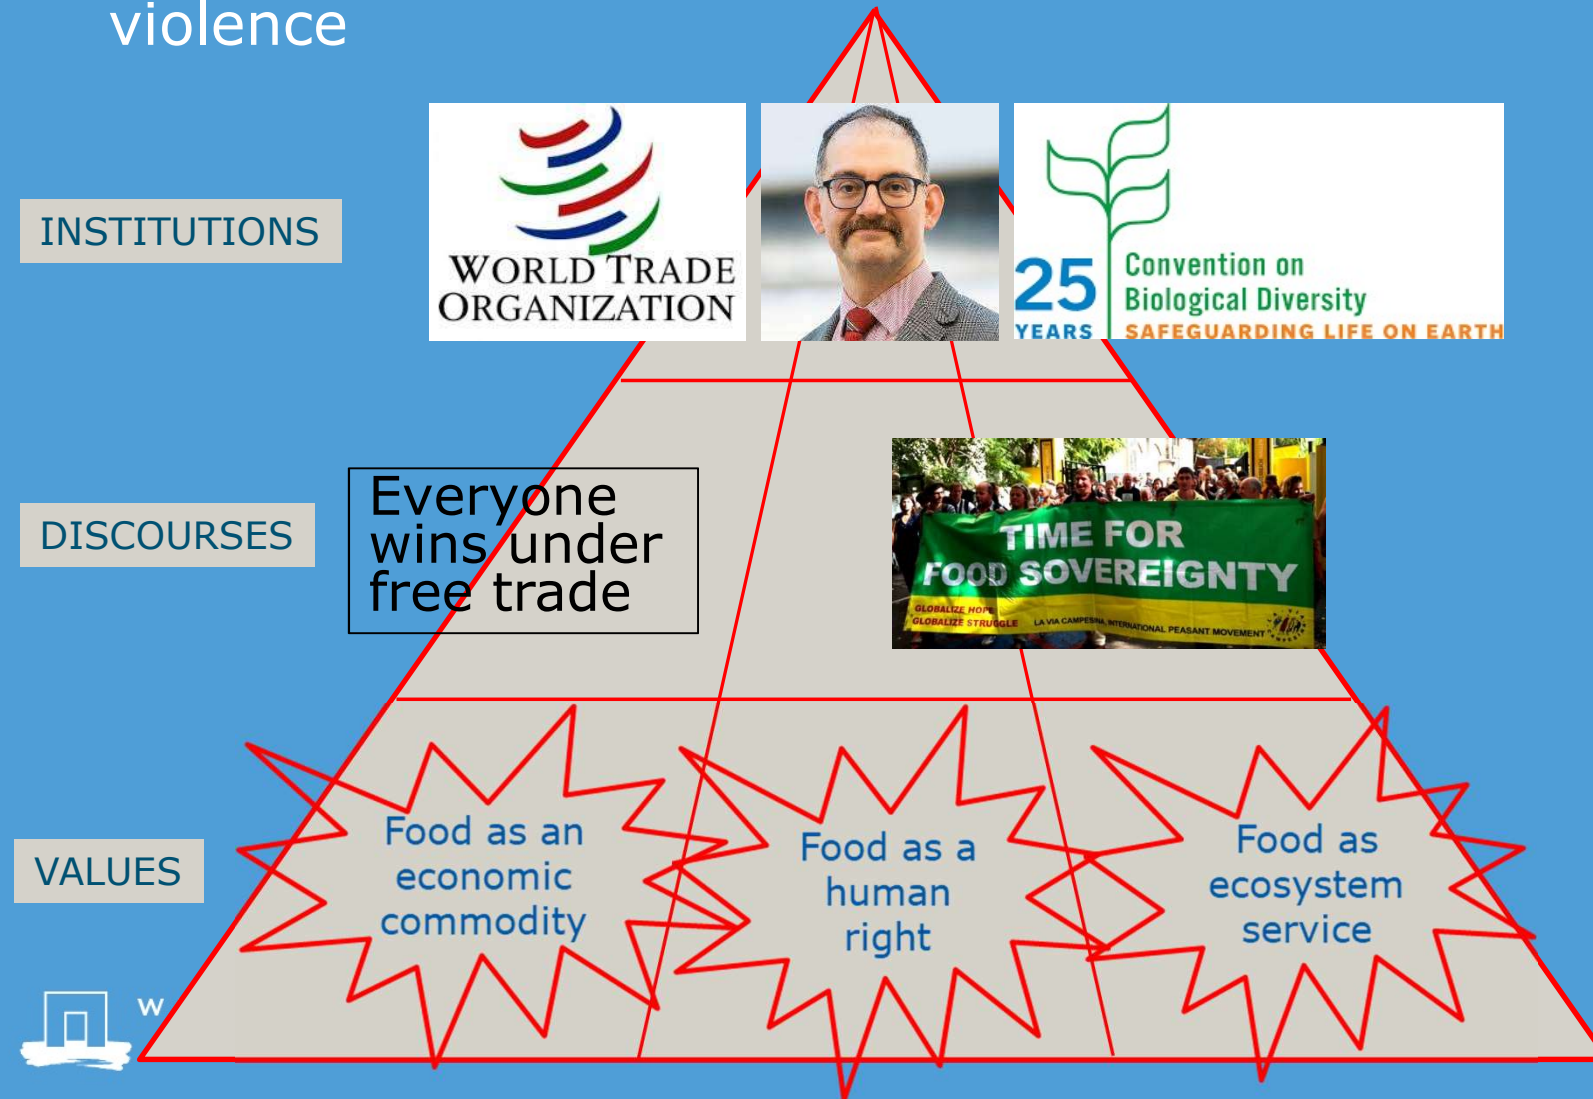 violence
WORLD TRADE
ORGANIZATION
25
YEARS
Convention on
Biological Diversity
SAFEGUARDING LIFE ON EARTH
INSTITUTIONS
DISCOURSES
Everyone
wins under
free trade
TIME FOR
FOOD SOVEREIGNTY
GLOBALIZE HOPE
GLOBALIZE STRUGGLE
LA VIA CAMPESINA, INTERNATIONAL PEASANT MOVEMENT
VALUES
Food as an
economic
commodity
Food as a
human
right
Food as
ecosystem
service
W